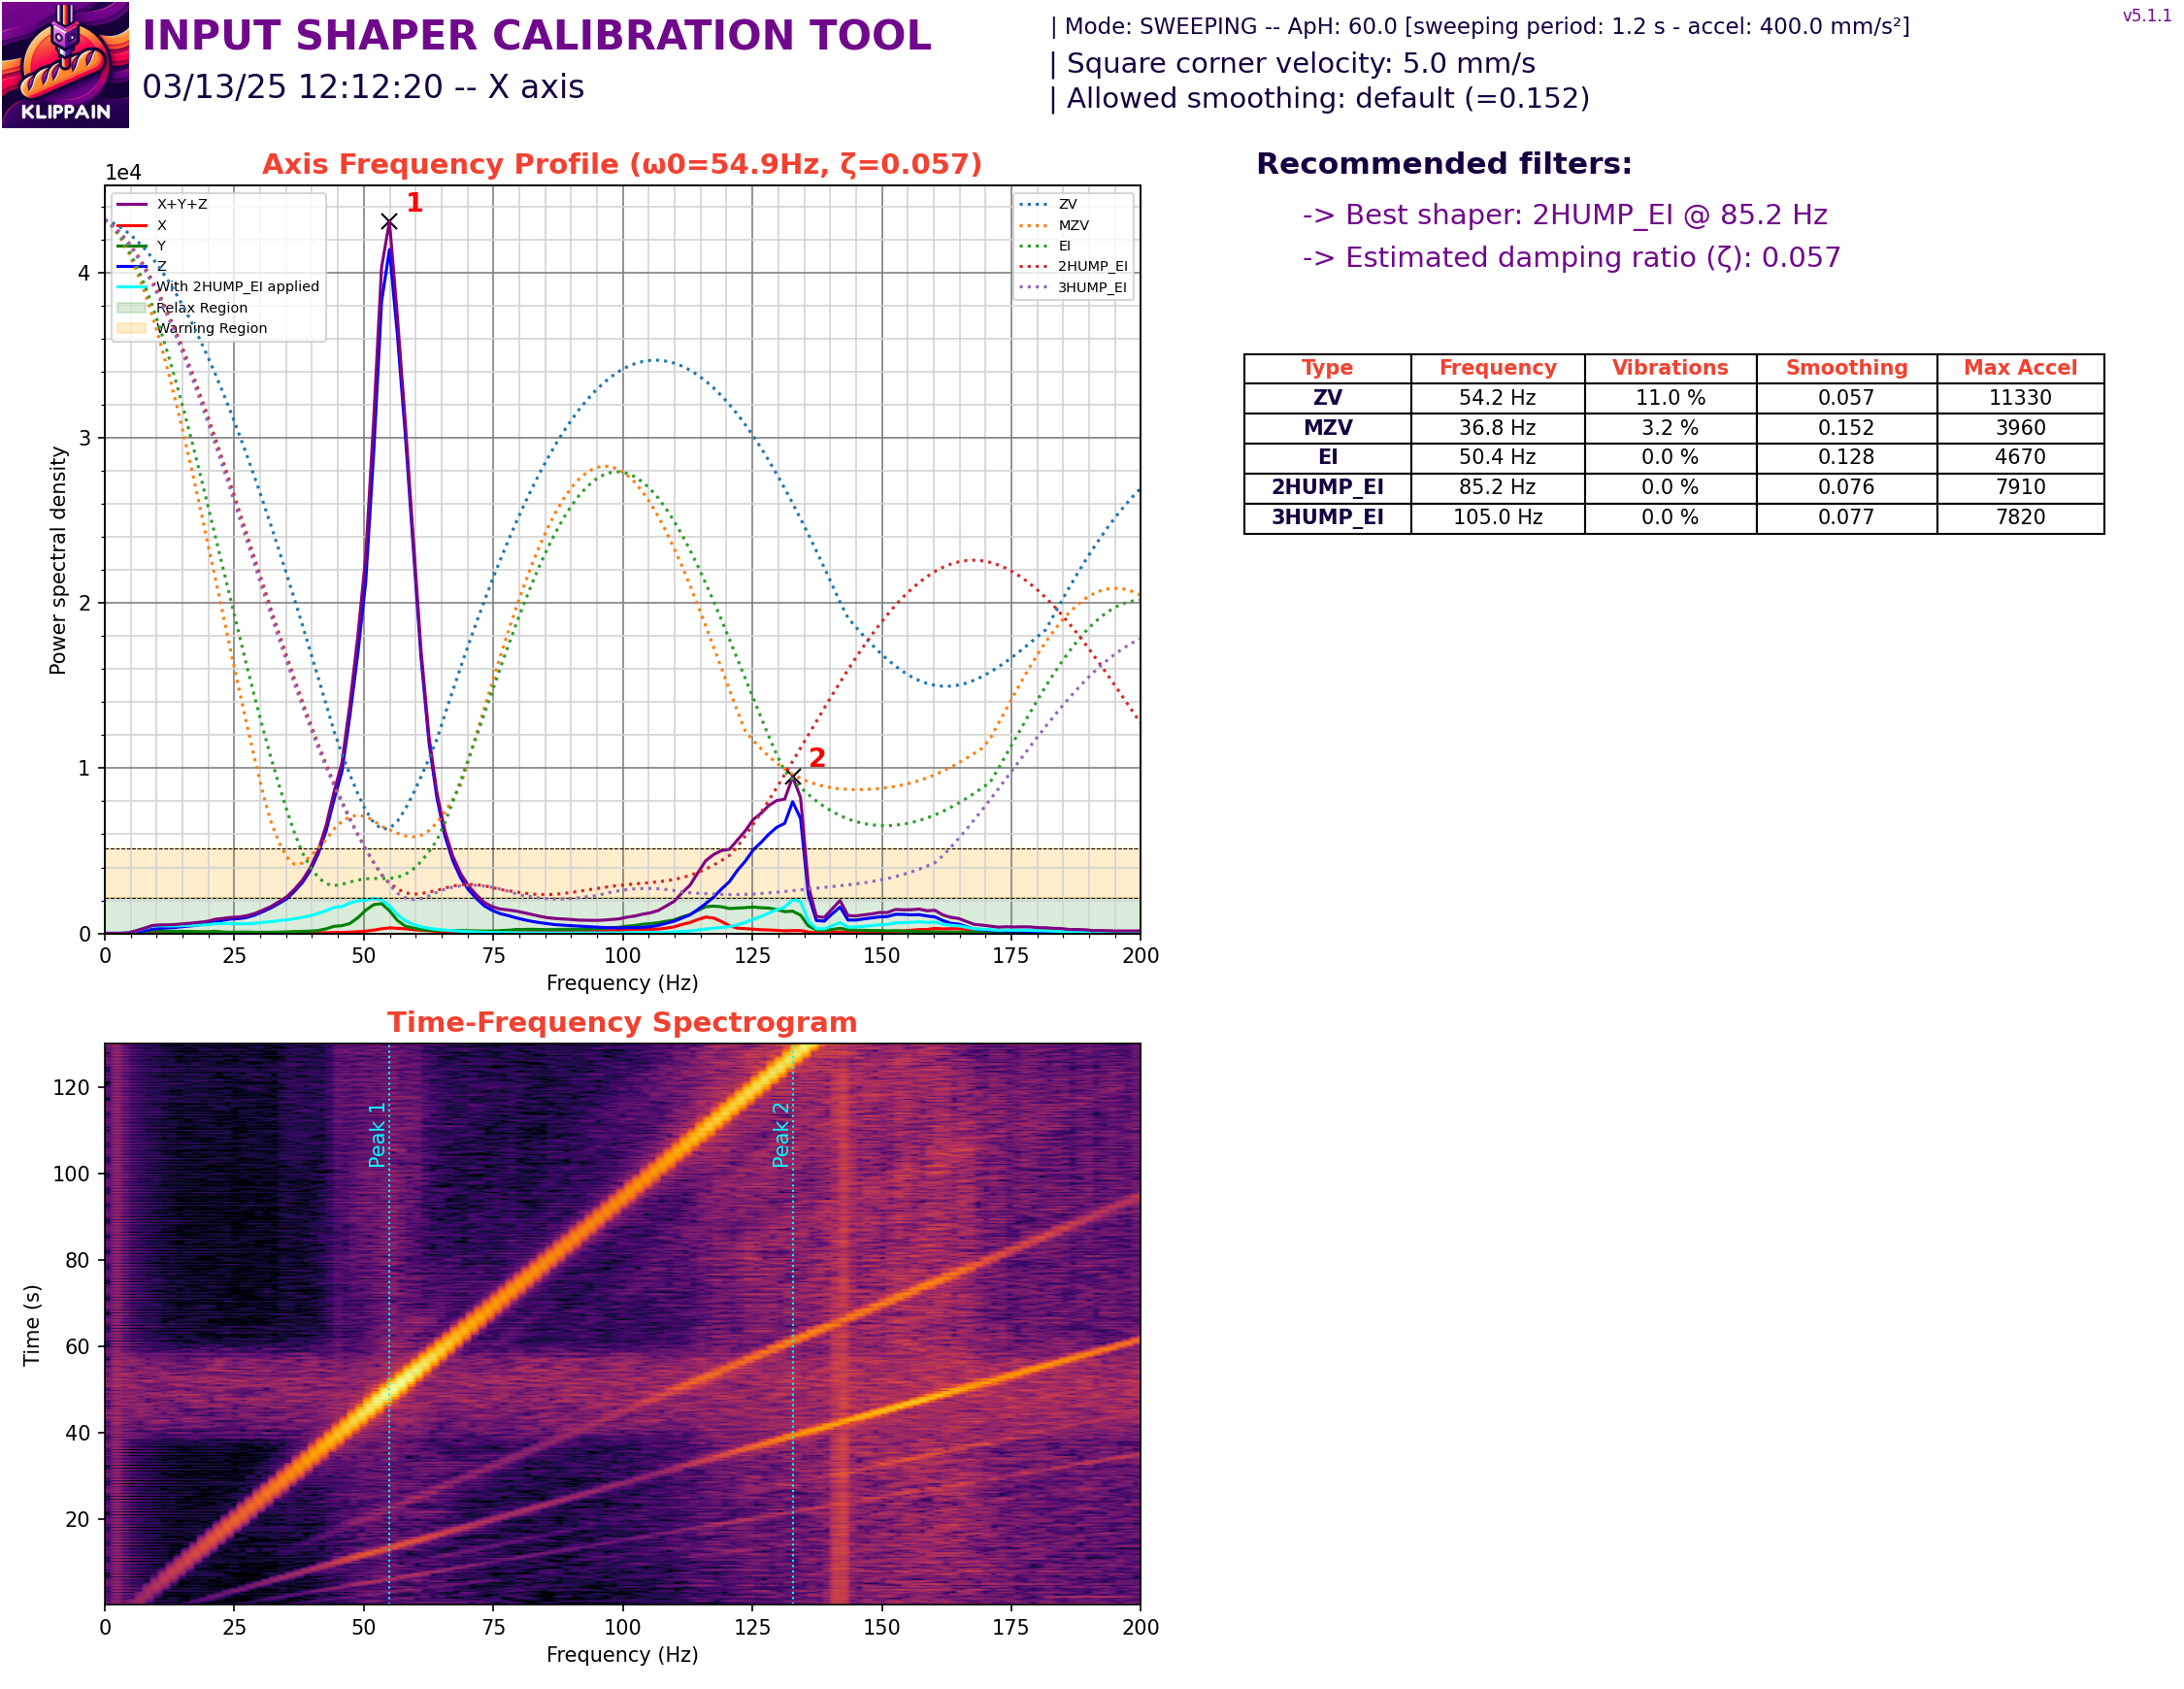 INPUT SHAPER CALIBRATION TOOL
03/13/25 12:12:20 -- X axis
KLIPPAIN
| Mode: SWEEPING -- ApH: 60.0 [sweeping period: 1.2 s - accel: 400.0 mm/s²]
| Square corner velocity: 5.0 mm/s
| Allowed smoothing: default (=0.152)
v5.1.1
Axis Frequency Profile (ω0=54.9Hz, ζ=0.057)
1e4
X+Y+Z
X
Y
Z
With 2HUMP_EI applied
Relax Region
Warning Region
ZV
MZV
EI
2HUMP_EI
3HUMP_EI
1
2
4
3
2
1
0
Power spectral density
0 25 50 75 100 125 150 175 200
Frequency (Hz)
Recommended filters:
-> Best shaper: 2HUMP_EI @ 85.2 Hz
-> Estimated damping ratio (ζ): 0.057
Type Frequency Vibrations Smoothing Max Accel
ZV 54.2 Hz 11.0 % 0.057 11330
MZV 36.8 Hz 3.2 % 0.152 3960
EI 50.4 Hz 0.0 % 0.128 4670
2HUMP_EI 85.2 Hz 0.0 % 0.076 7910
3HUMP_EI 105.0 Hz 0.0 % 0.077 7820
Time-Frequency Spectrogram
Peak 1
Peak 2
120
100
80
60
40
20
Time (s)
0 25 50 75 100 125 150 175 200
Frequency (Hz)